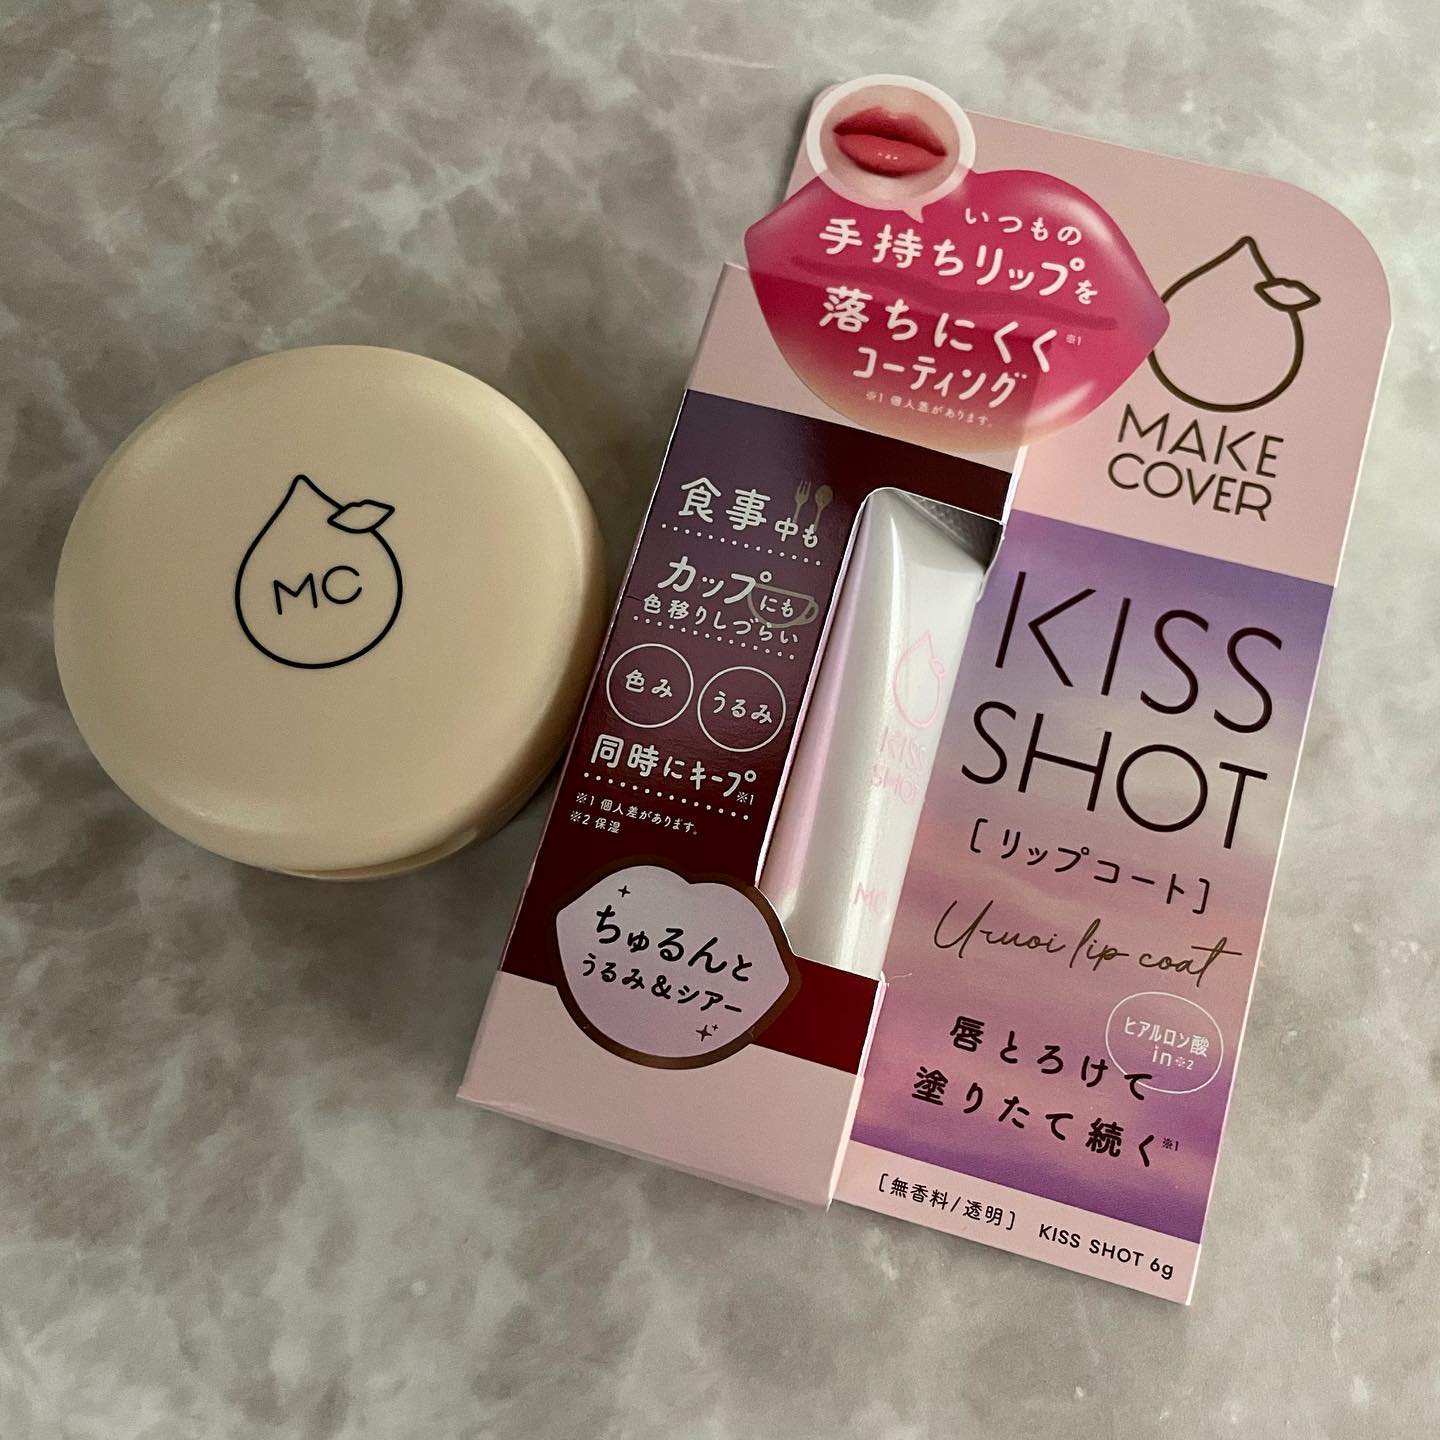 MC
いつもの
手持ちリップを
落ちにくく※1
コーティング
※1 個人差があります。
MAKE
COVER
食事中も
カップにも
色移りしづらい
色み
うるみ
同時にキープ※1
※1 個人差があります。
※2 保湿
ちゅるんと
うるみ&シアー
KISS
SHOT
MC
KISS
SHOT
[リップコート]
Uruoi lip coat
ヒアルロン酸
in※2
唇とろけて
塗りたて続く※1
[無香料/透明] KISS SHOT 6g